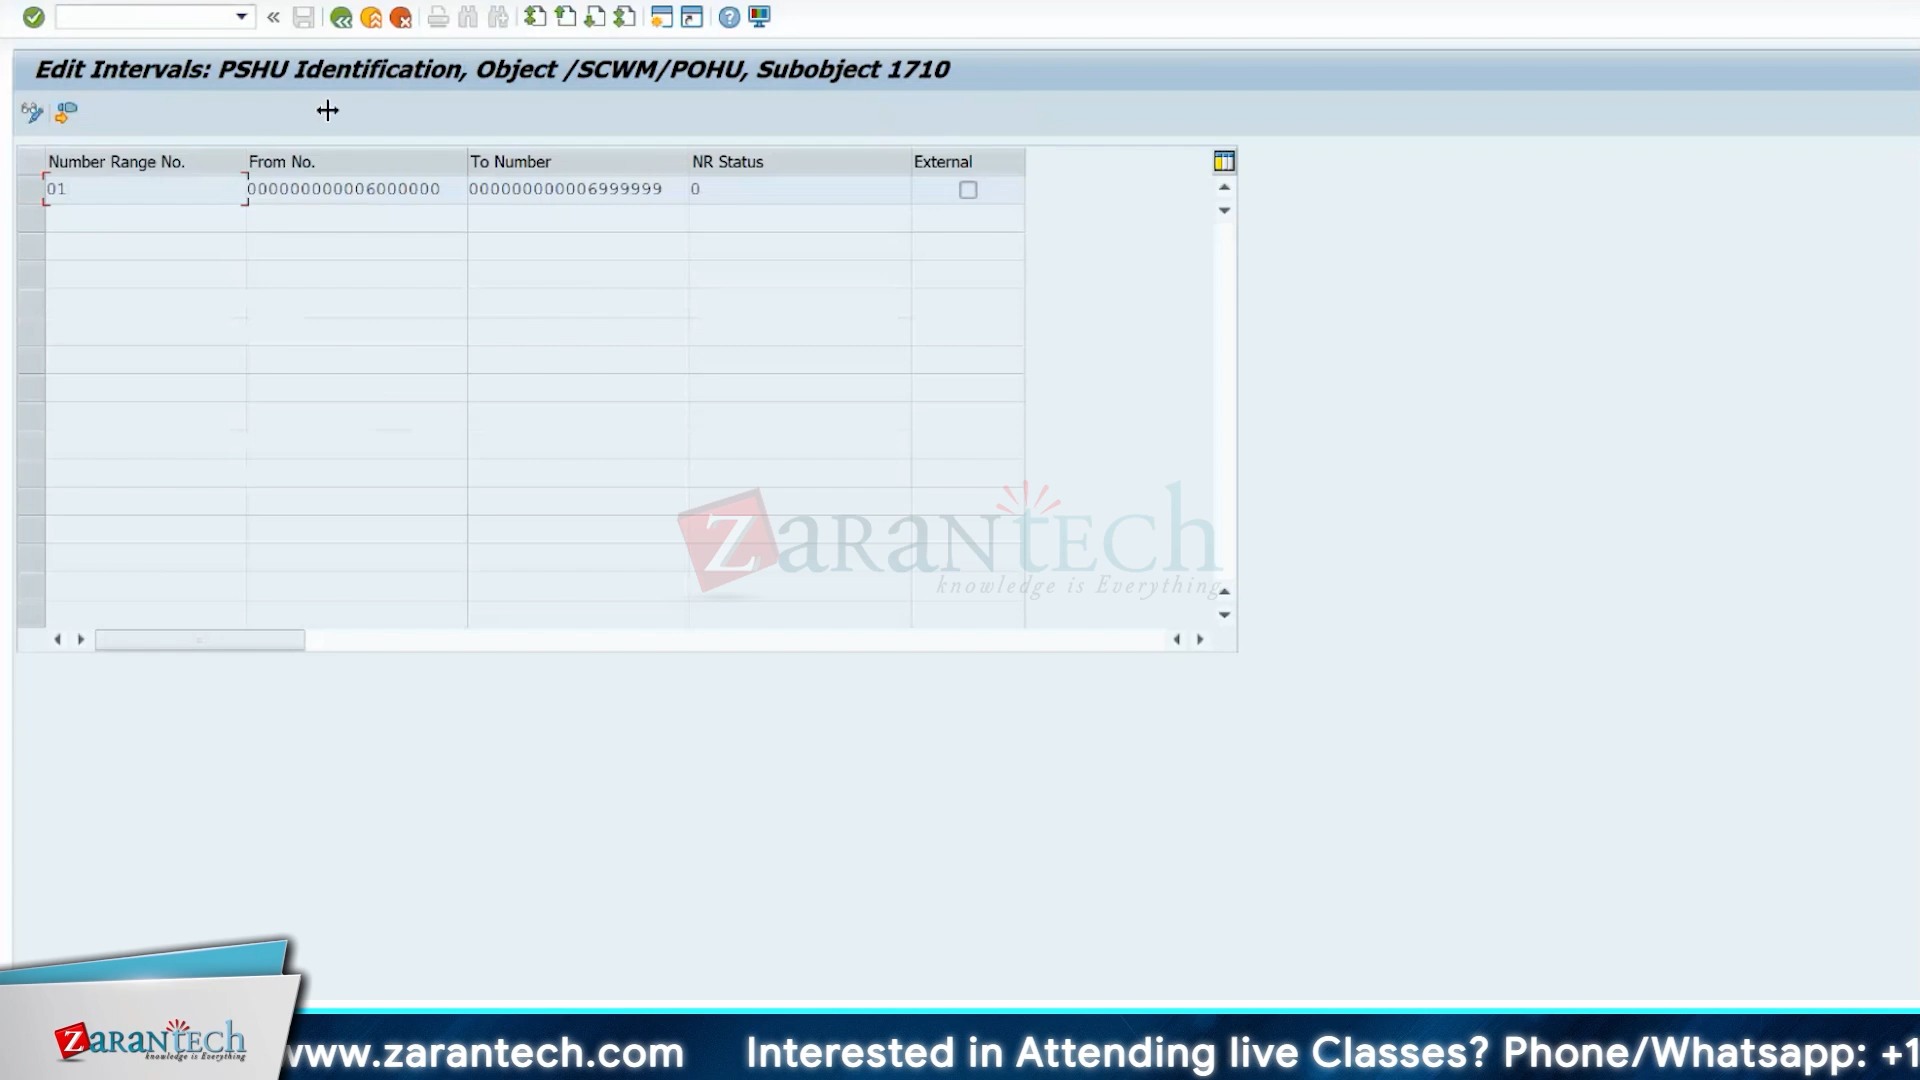 Edit Intervals: PSHU Identification, Object /SCWM/POHU, Subobject 1710
Number Range No. From No. To Number NR Status External
01 000000000006000000 000000000006999999 0
ZaranTech
knowledge is Everything
ZaranTech
knowledge is Everything
www.zarantech.com Interested in Attending live Classes? Phone/Whatsapp: +1